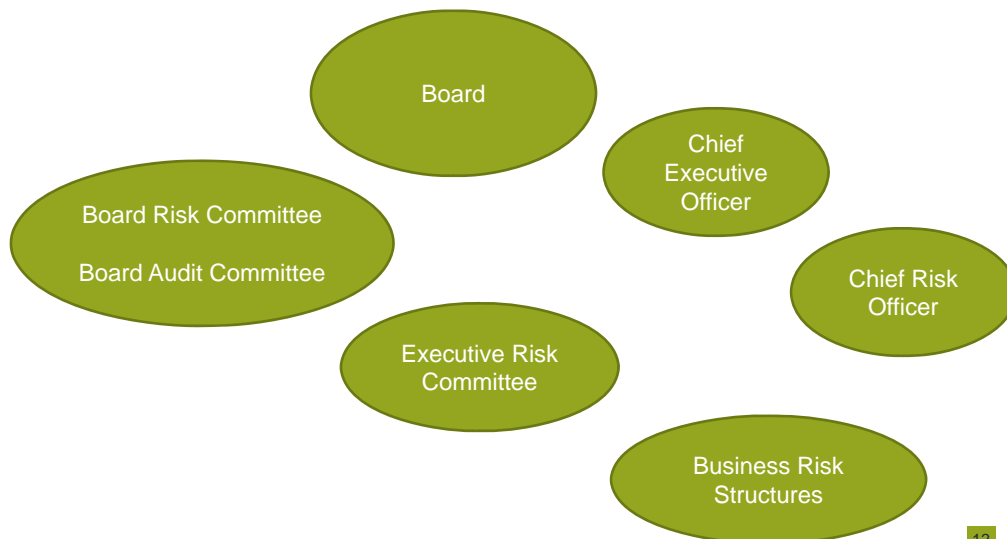 Board
Chief
Executive
Officer
Board Risk Committee
Board Audit Committee
Chief Risk
Officer
Executive Risk
Committee
Business Risk
Structures